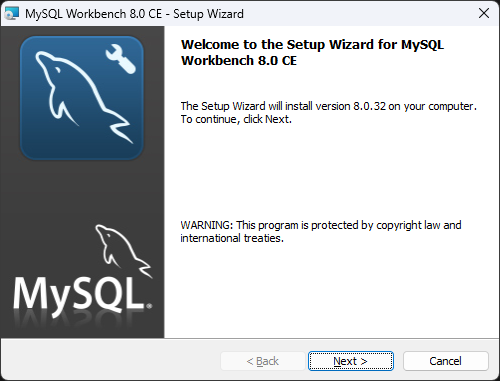 MySQL Workbench 8.0 CE - Setup Wizard
Welcome to the Setup Wizard for MySQL
Workbench 8.0 CE
The Setup Wizard will install version 8.0.32 on your computer.
To continue, click Next.
WARNING: This program is protected by copyright law and
international treaties.
MySQL®
< Back
Next >
Cancel